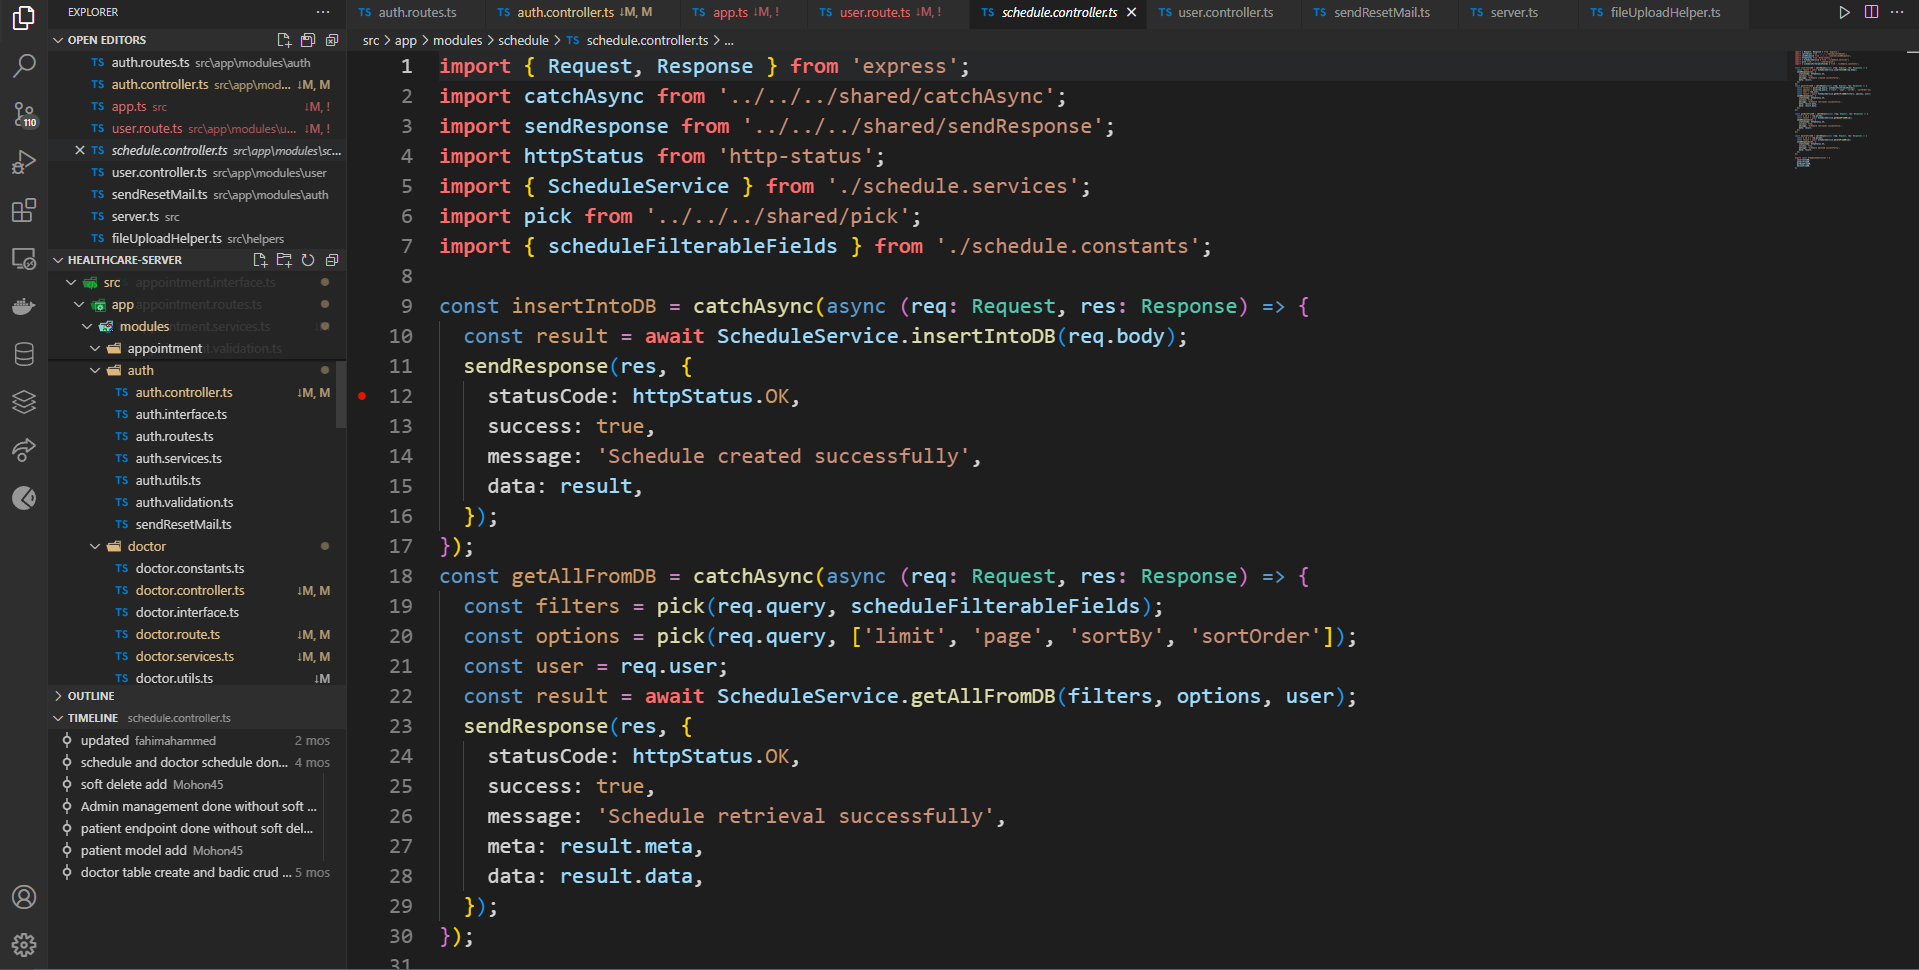 EXPLORER
OPEN EDITORS
TS auth.routes.ts src\app\modules\auth
TS auth.controller.ts src\app\mod... ↓M, M
TS app.ts src ↓M, !
TS user.route.ts src\app\modules\u... ↓M, !
TS schedule.controller.ts src\app\modules\sc...
TS user.controller.ts src\app\modules\user
TS sendResetMail.ts src\app\modules\auth
TS server.ts src
TS fileUploadHelper.ts src\helpers
HEALTHCARE-SERVER
src appointment.interface.ts
app appointment.routes.ts
modules
appointment
auth
TS auth.controller.ts ↓M, M
TS auth.interface.ts
TS auth.routes.ts
TS auth.services.ts
TS auth.utils.ts
TS auth.validation.ts
TS sendResetMail.ts
doctor
TS doctor.constants.ts
TS doctor.controller.ts ↓M, M
TS doctor.interface.ts
TS doctor.route.ts ↓M, M
TS doctor.services.ts ↓M, M
TS doctor.utils.ts ↓M
OUTLINE
TIMELINE schedule.controller.ts
updated fahimahammed 2 mos
schedule and doctor schedule don... 4 mos
soft delete add Mohon45
Admin management done without soft ...
patient endpoint done without soft del...
patient model add Mohon45
doctor table create and badic crud ... 5 mos
110
TS auth.routes.ts TS auth.controller.ts ↓M, M TS app.ts ↓M, ! TS user.route.ts ↓M, ! TS schedule.controller.ts TS user.controller.ts TS sendResetMail.ts TS server.ts TS fileUploadHelper.ts
src > app > modules > schedule > TS schedule.controller.ts > ...
1 import { Request, Response } from 'express';
2 import catchAsync from '../../../shared/catchAsync';
3 import sendResponse from '../../../shared/sendResponse';
4 import httpStatus from 'http-status';
5 import { ScheduleService } from './schedule.services';
6 import pick from '../../../shared/pick';
7 import { scheduleFilterableFields } from './schedule.constants';
8
9 const insertIntoDB = catchAsync(async (req: Request, res: Response) => {
10 const result = await ScheduleService.insertIntoDB(req.body);
11 sendResponse(res, {
12 statusCode: httpStatus.OK,
13 success: true,
14 message: 'Schedule created successfully',
15 data: result,
16 });
17 });
18 const getAllFromDB = catchAsync(async (req: Request, res: Response) => {
19 const filters = pick(req.query, scheduleFilterableFields);
20 const options = pick(req.query, ['limit', 'page', 'sortBy', 'sortOrder']);
21 const user = req.user;
22 const result = await ScheduleService.getAllFromDB(filters, options, user);
23 sendResponse(res, {
24 statusCode: httpStatus.OK,
25 success: true,
26 message: 'Schedule retrieval successfully',
27 meta: result.meta,
28 data: result.data,
29 });
30 });
31